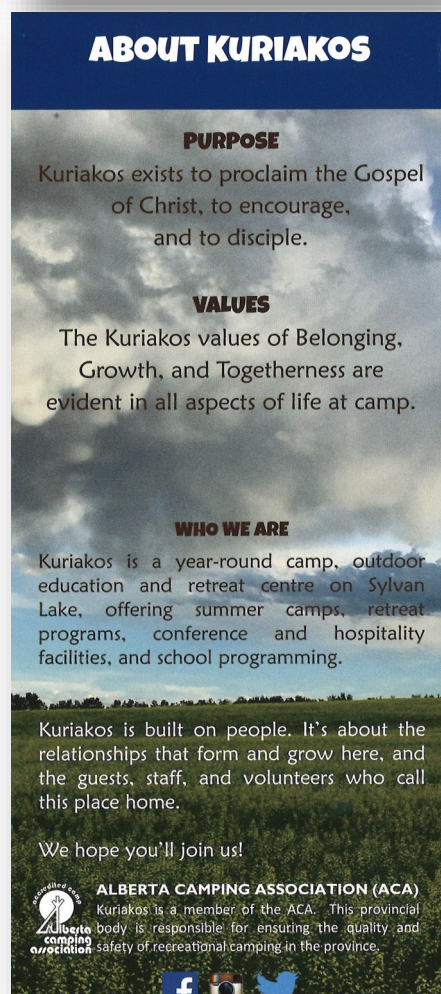 ABOUT KURIAKOS
PURPOSE
Kuriakos exists to proclaim the Gospel
of Christ, to encourage,
and to disciple.
VALUES
The Kuriakos values of Belonging,
Growth, and Togetherness are
evident in all aspects of life at camp.
WHO WE ARE
Kuriakos is a year-round camp, outdoor
education and retreat centre on Sylvan
Lake, offering summer camps, retreat
programs, conference and hospitality
facilities, and school programming.
Kuriakos is built on people. It's about the
relationships that form and grow here, and
the guests, staff, and volunteers who call
this place home.
We hope you'll join us!
accredited camp
Alberta
camping
association
ALBERTA CAMPING ASSOCIATION (ACA)
Kuriakos is a member of the ACA. This provincial
body is responsible for ensuring the quality and
safety of recreational camping in the province.
f